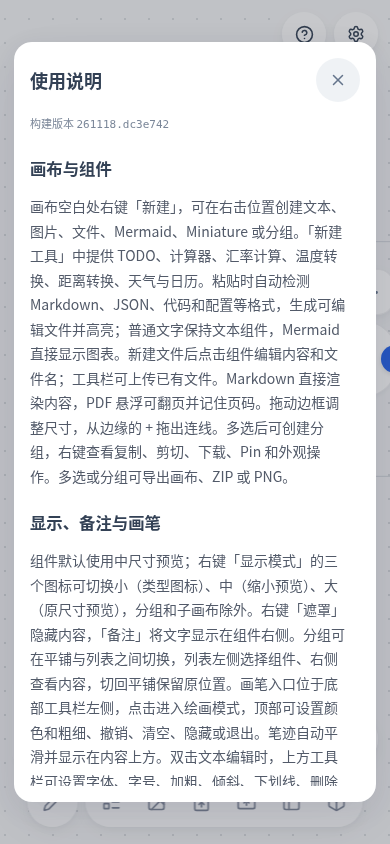 使用说明
构建版本 261118.dc3e742
画布与组件
画布空白处右键「新建」，可在右击位置创建文本、
图片、文件、Mermaid、Miniature 或分组。「新建
工具」中提供 TODO、计算器、汇率计算、温度转
换、距离转换、天气与日历。粘贴时自动检测
Markdown、JSON、代码和配置等格式，生成可编
辑文件并高亮；普通文字保持文本组件，Mermaid
直接显示图表。新建文件后点击组件编辑内容和文
件名；工具栏可上传已有文件。Markdown 直接渲
染内容，PDF 悬浮可翻页并记住页码。拖动边框调
整尺寸，从边缘的 + 拖出连线。多选后可创建分
组，右键查看复制、剪切、下载、Pin 和外观操
作。多选或分组可导出画布、ZIP 或 PNG。
显示、备注与画笔
组件默认使用中尺寸预览；右键「显示模式」的三
个图标可切换小（类型图标）、中（缩小预览）、大
（原尺寸预览），分组和子画布除外。右键「遮罩」
隐藏内容，「备注」将文字显示在组件右侧。分组可
在平铺与列表之间切换，列表左侧选择组件、右侧
查看内容，切回平铺保留原位置。画笔入口位于底
部工具栏左侧，点击进入绘画模式，顶部可设置颜
色和粗细、撤销、清空、隐藏或退出。笔迹自动平
滑并显示在内容上方。双击文本编辑时，上方工具
栏可设置字体、字号、加粗、倾斜、下划线、删除